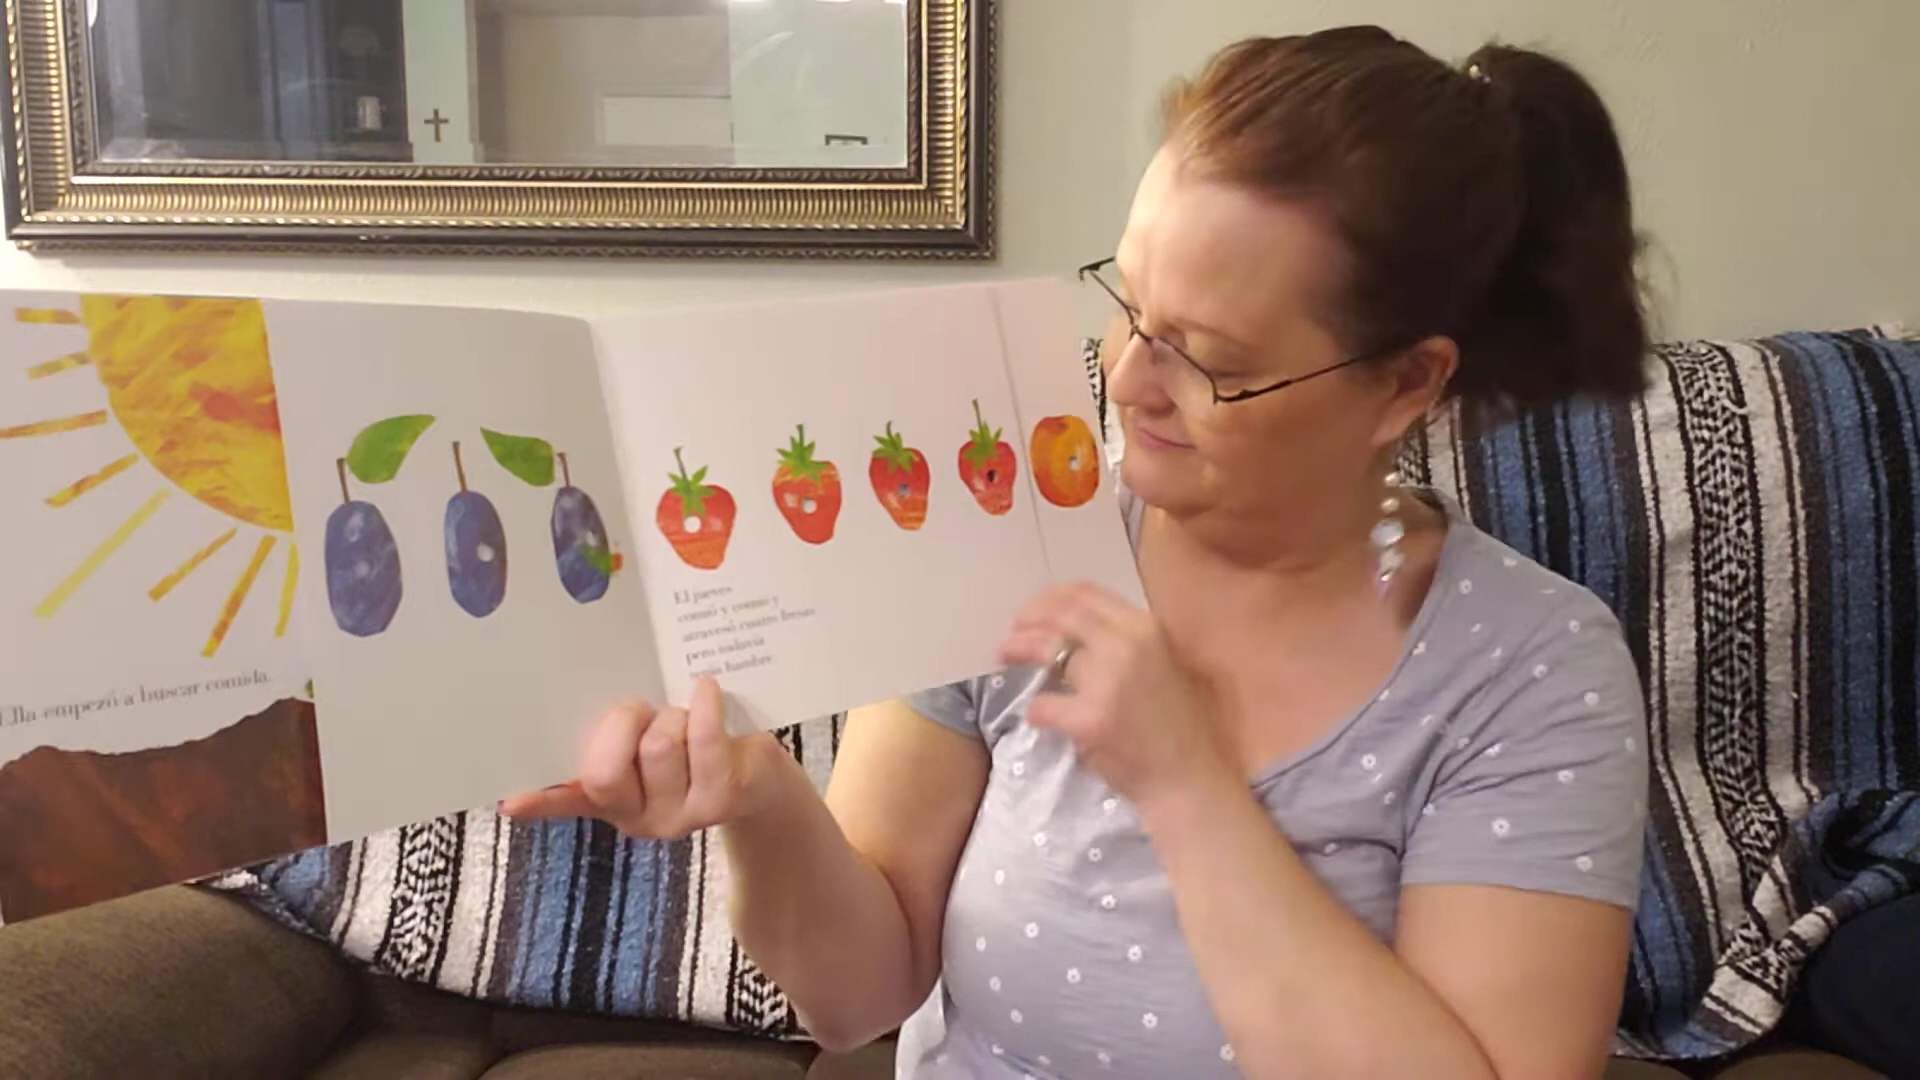 Ella empezó a buscar comida.
El jueves
comió y comió y
atravesó cuatro fresas
pero todavía
tenía hambre.